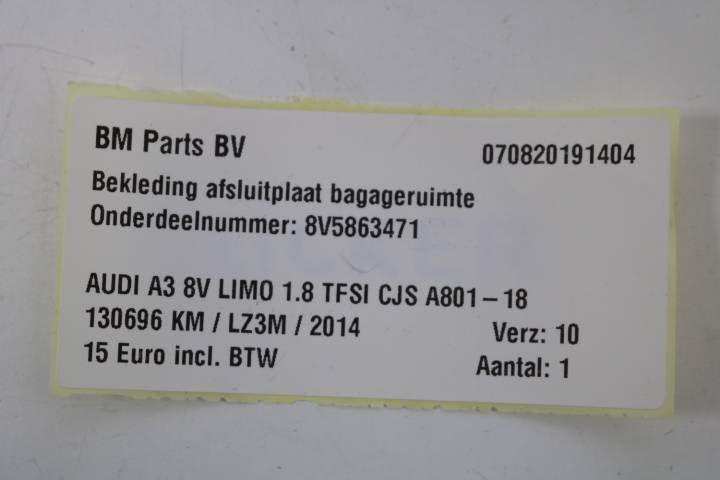 BM Parts BV 070820191404
Bekleding afsluitplaat bagageruimte
Onderdeelnummer: 8V5863471
AUDI A3 8V LIMO 1.8 TFSI CJS A801-18
130696 KM / LZ3M / 2014 Verz: 10
15 Euro incl. BTW Aantal: 1